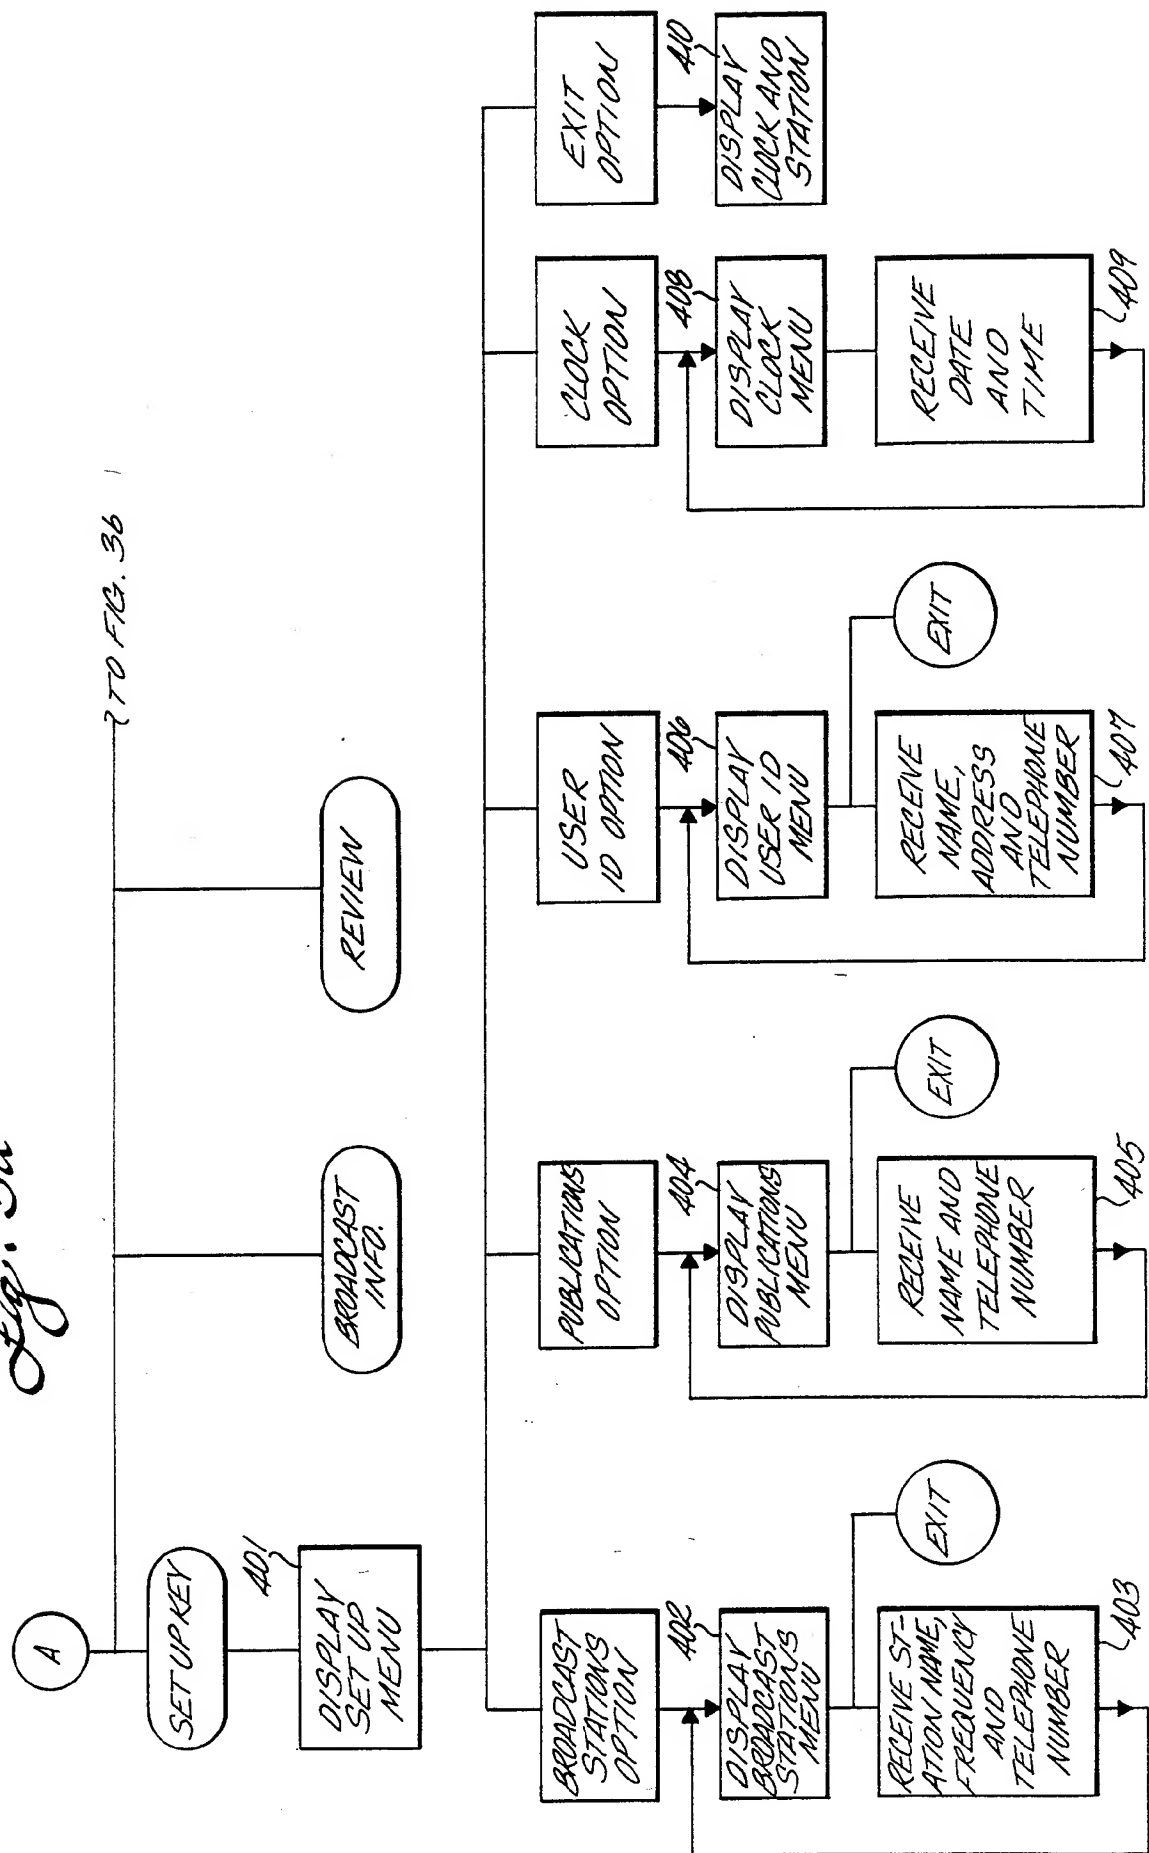 Fig. 3a
A
2 TO FIG. 3b
SET UP KEY
BROADCAST
INFO.
REVIEW
401
DISPLAY
SET UP
MENU
BROADCAST
STATIONS
OPTION
PUBLICATIONS
OPTION
USER
ID OPTION
CLOCK
OPTION
EXIT
OPTION
402
DISPLAY
BROADCAST
STATIONS
MENU
404
DISPLAY
PUBLICATIONS
MENU
406
DISPLAY
USER ID
MENU
408
DISPLAY
CLOCK
MENU
410
DISPLAY
CLOCK AND
STATION
EXIT
EXIT
EXIT
RECEIVE ST-
ATION NAME,
FREQUENCY
AND
TELEPHONE
NUMBER
403
RECEIVE
NAME AND
TELEPHONE
NUMBER
405
RECEIVE
NAME,
ADDRESS
AND
TELEPHONE
NUMBER
407
RECEIVE
DATE
AND
TIME
409